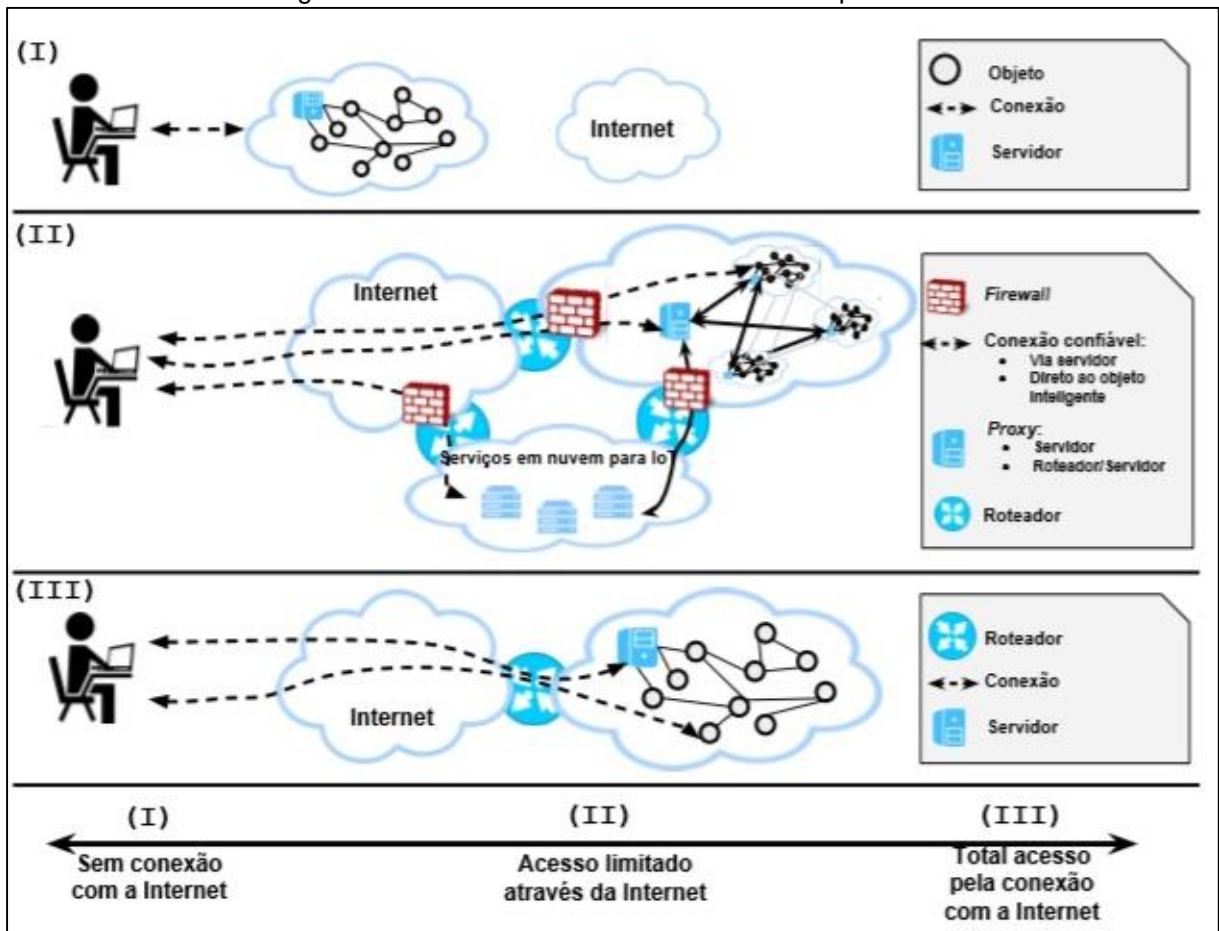 (I)
Internet
Objeto
Conexão
Servidor
(II)
Internet
Serviços em nuvem para IoT
Firewall
Conexão confiável:
• Via servidor
• Direto ao objeto
Inteligente
Proxy:
• Servidor
• Roteador/Servidor
Roteador
(III)
Internet
Roteador
Conexão
Servidor
(I)
(II)
(III)
Sem conexão
com a Internet
Acesso limitado
através da Internet
Total acesso
pela conexão
com a Internet